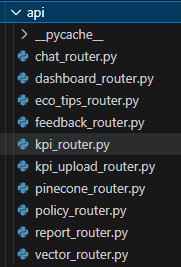 api
__pycache__
chat_router.py
dashboard_router.py
eco_tips_router.py
feedback_router.py
kpi_router.py
kpi_upload_router.py
pinecone_router.py
policy_router.py
report_router.py
vector_router.py